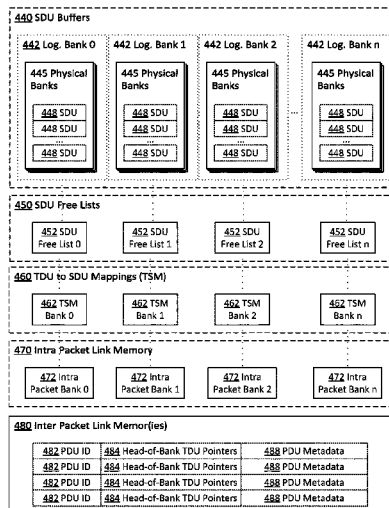 440 SDU Buffers
442 Log. Bank 0 442 Log. Bank 1 442 Log. Bank 2 442 Log. Bank n
445 Physical Banks 445 Physical Banks 445 Physical Banks 445 Physical Banks
448 SDU 448 SDU 448 SDU 448 SDU
448 SDU 448 SDU 448 SDU 448 SDU
... ... ... ... ...
448 SDU 448 SDU 448 SDU 448 SDU
450 SDU Free Lists
452 SDU 452 SDU 452 SDU 452 SDU
Free List 0 Free List 1 Free List 2 Free List n
460 TDU to SDU Mappings (TSM)
462 TSM 462 TSM 462 TSM 462 TSM
Bank 0 Bank 1 Bank 2 Bank n
470 Intra Packet Link Memory
472 Intra 472 Intra 472 Intra 472 Intra
Packet Bank 0 Packet Bank 1 Packet Bank 2 Packet Bank n
480 Inter Packet Link Memor(ies)
482 PDU ID 484 Head-of-Bank TDU Pointers 488 PDU Metadata
482 PDU ID 484 Head-of-Bank TDU Pointers 488 PDU Metadata
482 PDU ID 484 Head-of-Bank TDU Pointers 488 PDU Metadata
482 PDU ID 484 Head-of-Bank TDU Pointers 488 PDU Metadata